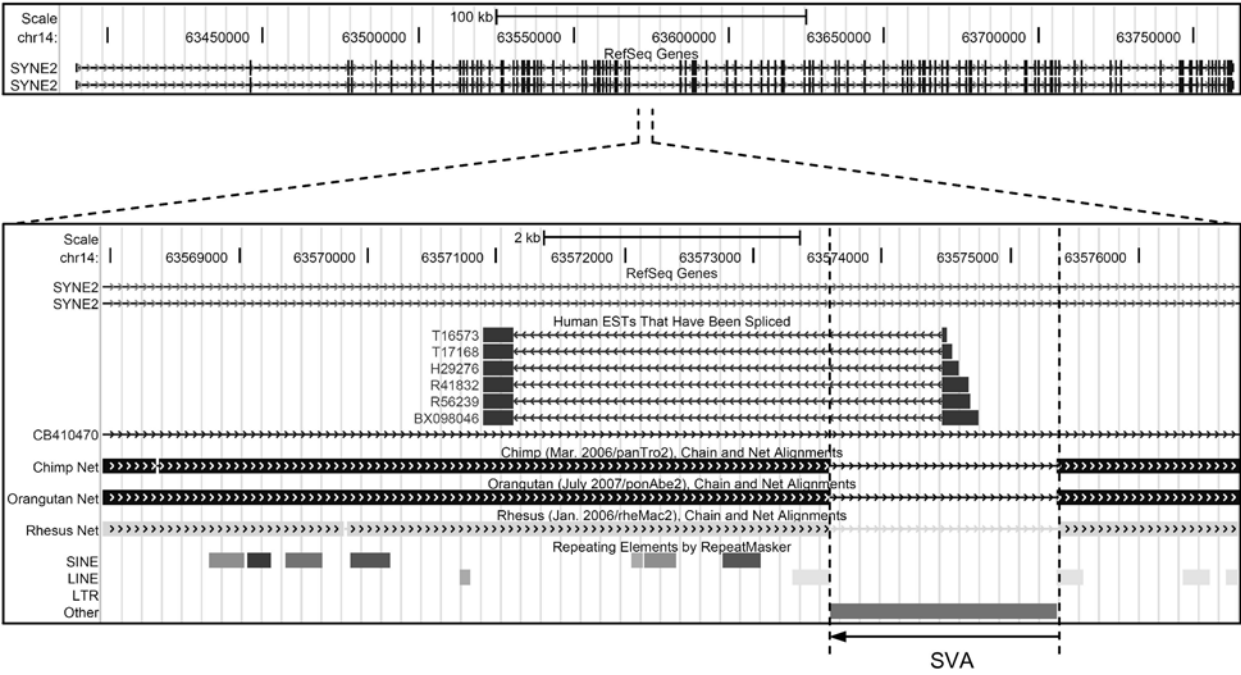 Scale 100 kb
chr14: 63450000 63500000 63550000 63600000 63650000 63700000 63750000
RefSeq Genes
SYNE2
SYNE2
Scale 2 kb
chr14: 63569000 63570000 63571000 63572000 63573000 63574000 63575000 63576000
RefSeq Genes
SYNE2
SYNE2
Human ESTs That Have Been Spliced
T16573
T17168
H29276
R41832
R56239
BX098046
CB410470
Chimp (Mar. 2006/panTro2), Chain and Net Alignments
Chimp Net
Orangutan (July 2007/ponAbe2), Chain and Net Alignments
Orangutan Net
Rhesus (Jan. 2006/rheMac2), Chain and Net Alignments
Rhesus Net
Repeating Elements by RepeatMasker
SINE
LINE
LTR
Other
SVA